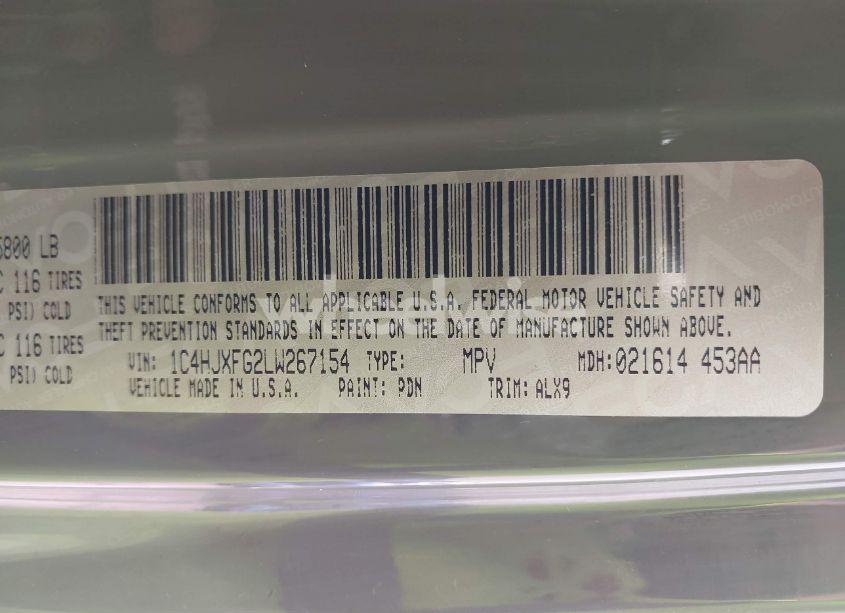 5800 LB
C 116 TIRES
PSI) COLD
C 116 TIRES
PSI) COLD
THIS VEHICLE CONFORMS TO ALL APPLICABLE U.S.A. FEDERAL MOTOR VEHICLE SAFETY AND
THEFT PREVENTION STANDARDS IN EFFECT ON THE DATE OF MANUFACTURE SHOWN ABOVE.
VIN: 1C4HJXFG2LW267154 TYPE: MPV MDH:021614 453AA
VEHICLE MADE IN U.S.A. PAINT: PDN TRIM: ALX9